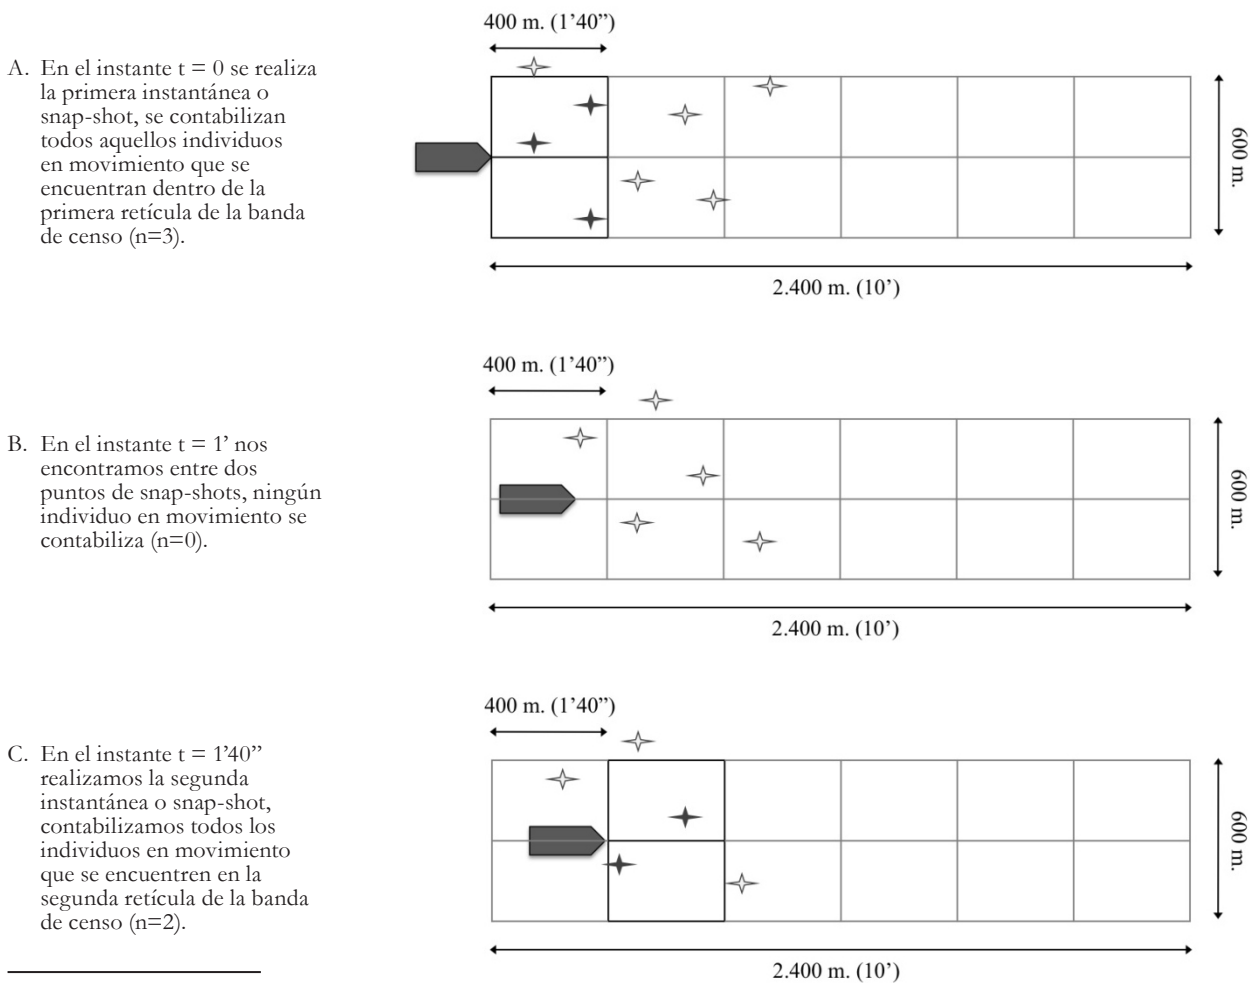 400 m. (1’40”)
A. En el instante t = 0 se realiza
la primera instantánea o
snap-shot, se contabilizan
todos aquellos individuos
en movimiento que se
encuentran dentro de la
primera retícula de la banda
de censo (n=3).
600 m.
2.400 m. (10’)
400 m. (1’40”)
B. En el instante t = 1’ nos
encontramos entre dos
puntos de snap-shots, ningún
individuo en movimiento se
contabiliza (n=0).
600 m.
2.400 m. (10’)
400 m. (1’40”)
C. En el instante t = 1’40”
realizamos la segunda
instantánea o snap-shot,
contabilizamos todos los
individuos en movimiento
que se encuentren en la
segunda retícula de la banda
de censo (n=2).
600 m.
2.400 m. (10’)